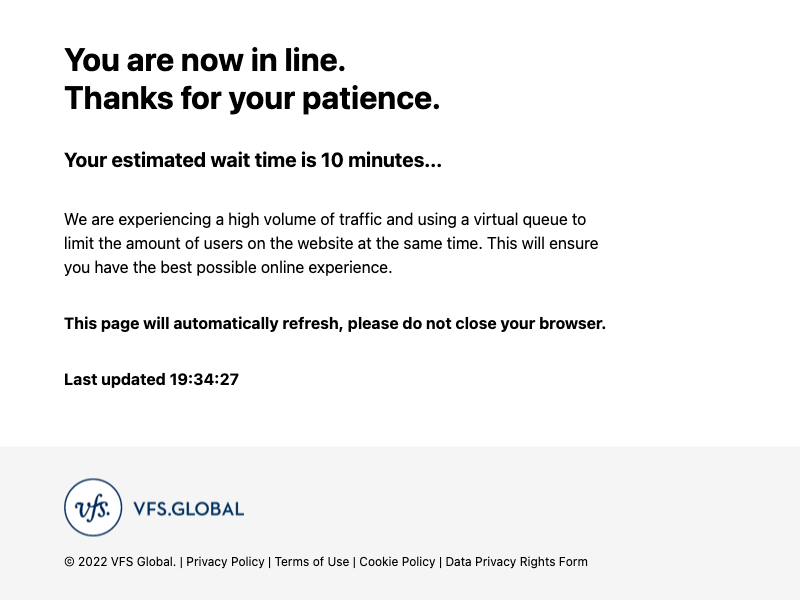 You are now in line.
Thanks for your patience.
Your estimated wait time is 10 minutes...
We are experiencing a high volume of traffic and using a virtual queue to
limit the amount of users on the website at the same time. This will ensure
you have the best possible online experience.
This page will automatically refresh, please do not close your browser.
Last updated 19:34:27
vfs. VFS.GLOBAL
© 2022 VFS Global. | Privacy Policy | Terms of Use | Cookie Policy | Data Privacy Rights Form